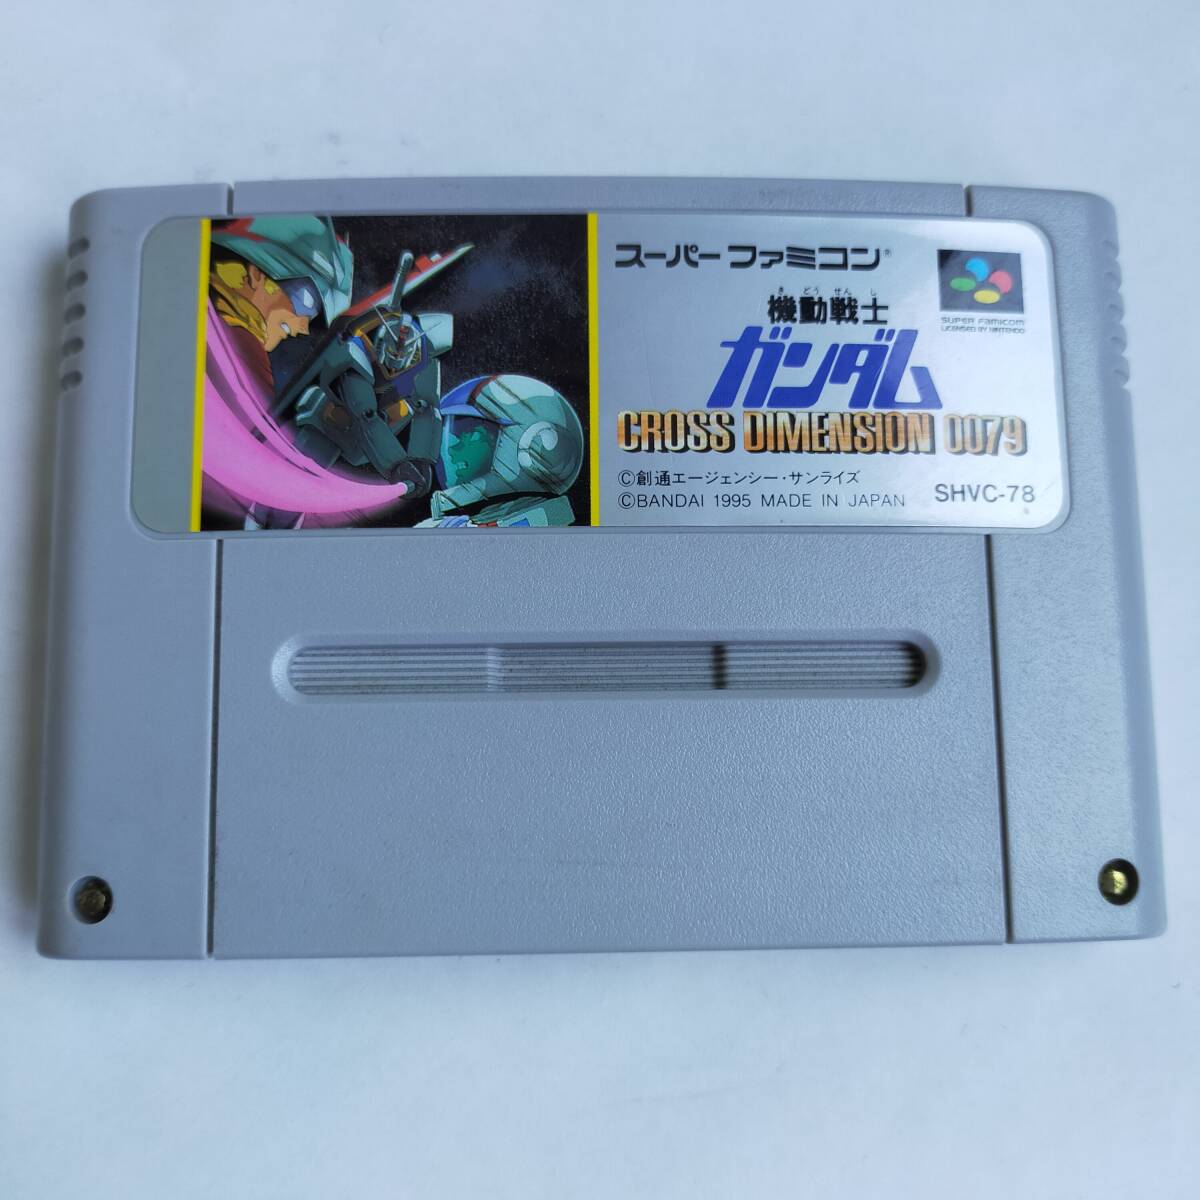 スーパーファミコン®
SUPER FAMICOM
LICENSED BY NINTENDO
きどうせんし
機動戦士
ガンダム
CROSS DIMENSION 0079
©創通エージェンシー・サンライズ
©BANDAI 1995 MADE IN JAPAN
SHVC-78